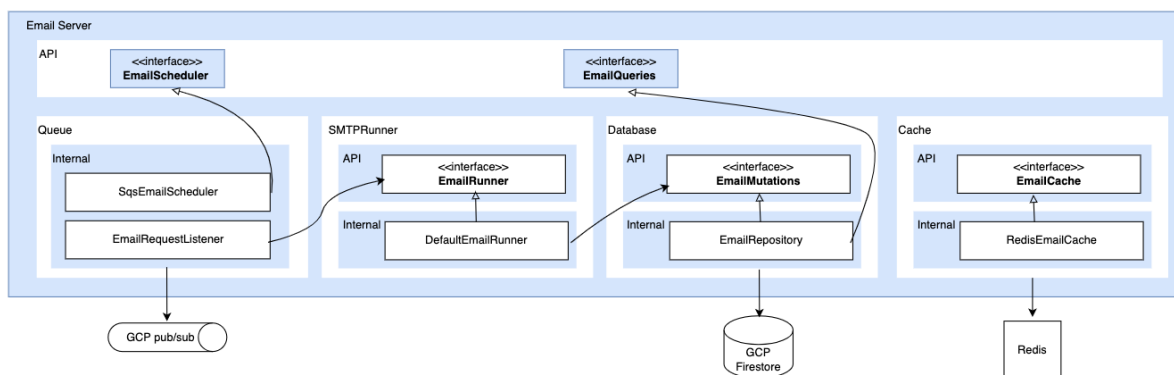 Email Server
API
<<interface>>
EmailScheduler
<<interface>>
EmailQueries
Queue
Internal
SqsEmailScheduler
EmailRequestListener
SMTPRunner
API
<<interface>>
EmailRunner
Internal
DefaultEmailRunner
Database
API
<<interface>>
EmailMutations
Internal
EmailRepository
Cache
API
<<interface>>
EmailCache
Internal
RedisEmailCache
GCP pub/sub
GCP
Firestore
Redis